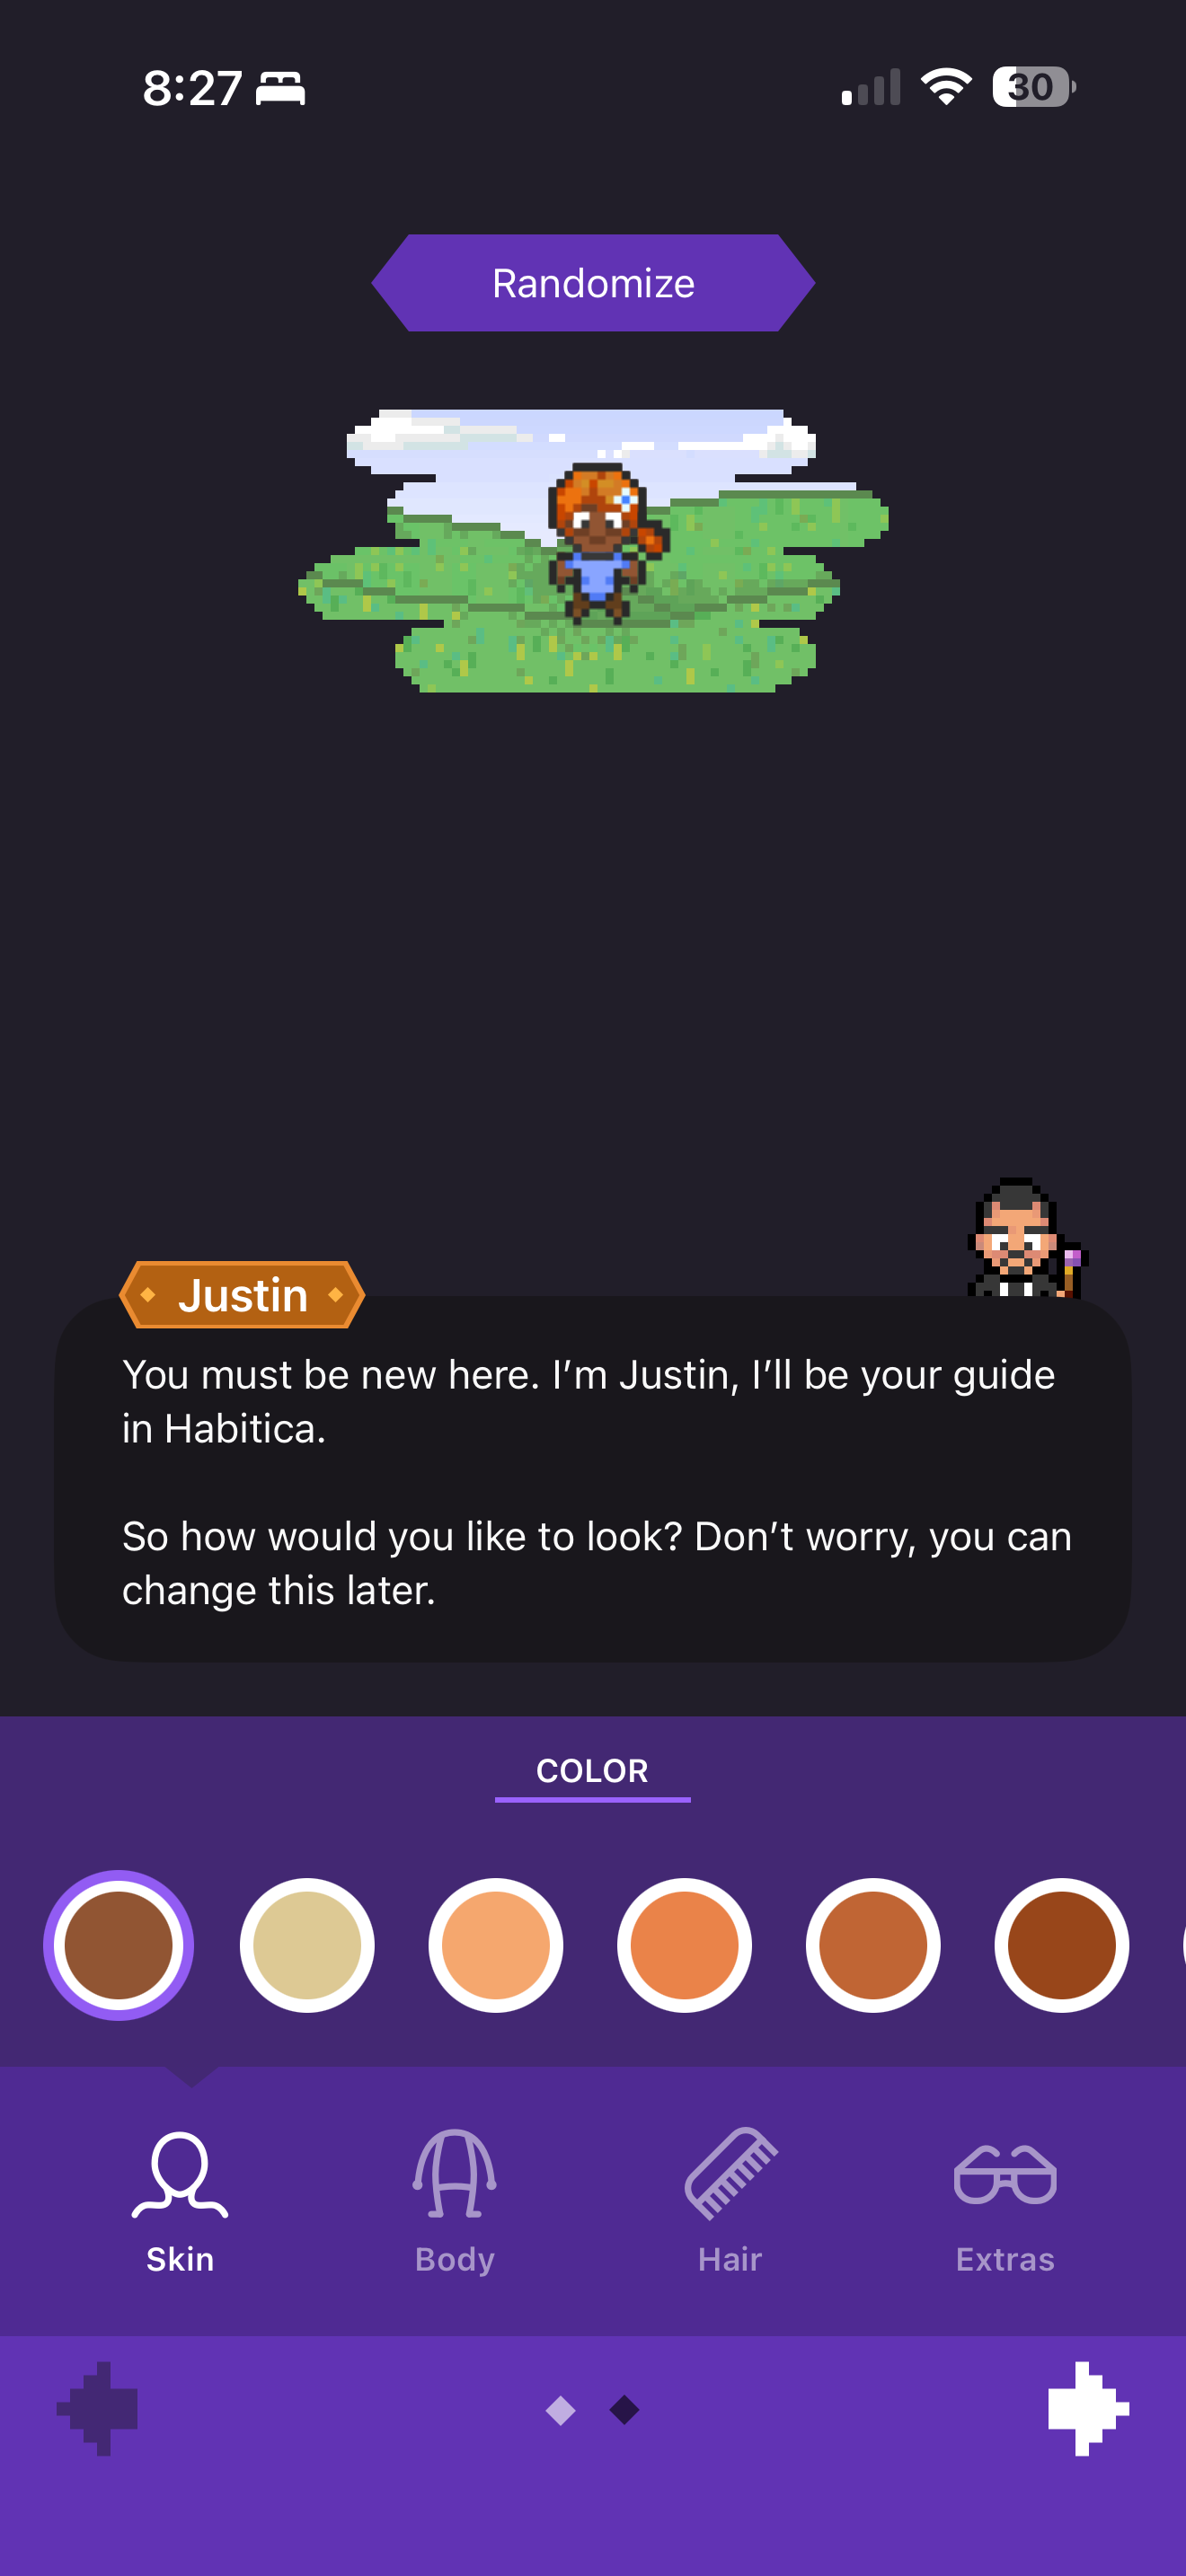 8:27
30
Randomize
Justin
You must be new here. I’m Justin, I’ll be your guide
in Habitica.
So how would you like to look? Don’t worry, you can
change this later.
COLOR
Skin Body Hair Extras